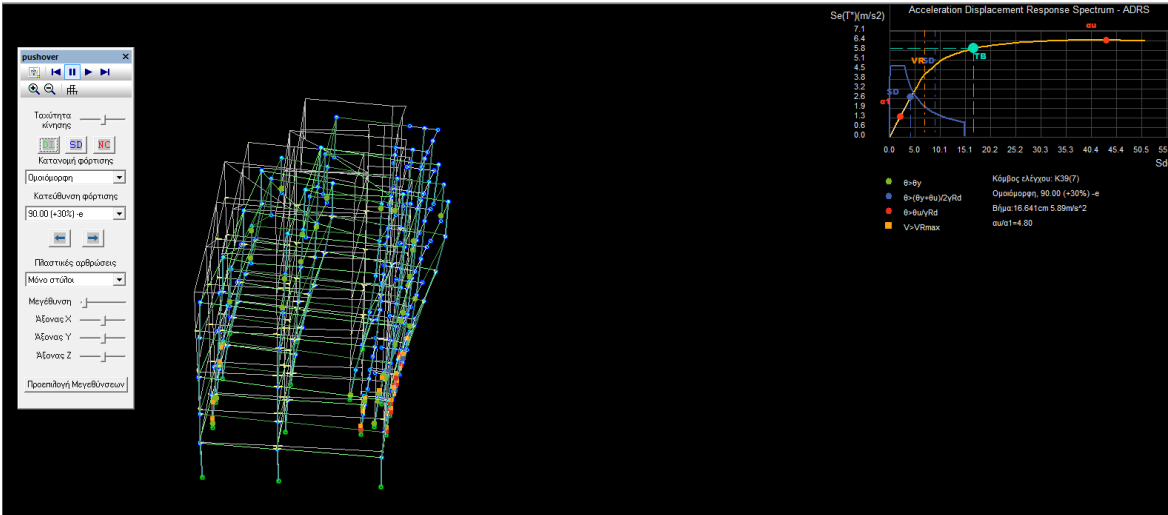 pushover
Ταχύτητα
κίνησης
DL SD NC
Κατανομή φόρτισης
Ομοιόμορφη
Κατεύθυνση φόρτισης
90.00 (+30%) -e
Πλαστικές αρθρώσεις
Μόνο στύλοι
Μεγέθυνση
Άξονας X
Άξονας Y
Άξονας Z
Προεπιλογή Μεγεθύνσεων
Acceleration Displacement Response Spectrum - ADRS
Se(T*)(m/s2)
7.1
6.4
5.8
5.1
4.5
3.8
3.2
2.6
1.9
1.3
0.6
0.0
αu
TB
VR SD
SD
α1
0.0 5.0 10.1 15.1 20.2 25.2 30.3 35.3 40.4 45.4 50.5 55
Sd
θ>θy
θ>(θy+θu)/2γRd
θ>θu/γRd
V>VRmax
Κόμβος ελέγχου: K39(7)
Ομοιόμορφη, 90.00 (+30%) -e
Βήμα:16.641cm 5.89m/s^2
αu/α1=4.80